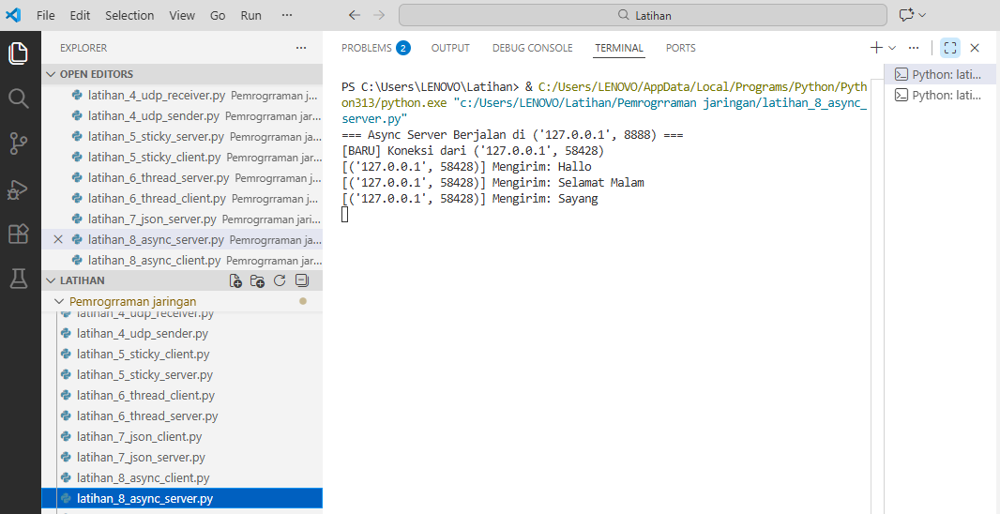 File Edit Selection View Go Run ··· Latihan
EXPLORER ···
OPEN EDITORS
latihan_4_udp_receiver.py Pemrogrraman j...
latihan_4_udp_sender.py Pemrogrraman jar...
latihan_5_sticky_server.py Pemrogrraman jar...
latihan_5_sticky_client.py Pemrogrraman jar...
latihan_6_thread_server.py Pemrogrraman jar...
latihan_6_thread_client.py Pemrogrraman jar...
latihan_7_json_server.py Pemrogrraman jari...
latihan_8_async_server.py Pemrogrraman ja...
latihan_8_async_client.py Pemrogrraman jar...
LATIHAN
Pemrogrraman jaringan
latihan_4_udp_receiver.py
latihan_4_udp_sender.py
latihan_5_sticky_client.py
latihan_5_sticky_server.py
latihan_6_thread_client.py
latihan_6_thread_server.py
latihan_7_json_client.py
latihan_7_json_server.py
latihan_8_async_client.py
latihan_8_async_server.py
PROBLEMS 2 OUTPUT DEBUG CONSOLE TERMINAL PORTS
PS C:\Users\LENOVO\Latihan> & C:/Users/LENOVO/AppData/Local/Programs/Python/Pyth
on313/python.exe "c:/Users/LENOVO/Latihan/Pemrogrraman jaringan/latihan_8_async_
server.py"
=== Async Server Berjalan di ('127.0.0.1', 8888) ===
[BARU] Koneksi dari ('127.0.0.1', 58428)
[('127.0.0.1', 58428)] Mengirim: Hallo
[('127.0.0.1', 58428)] Mengirim: Selamat Malam
[('127.0.0.1', 58428)] Mengirim: Sayang
Python: lati...
Python: lati...